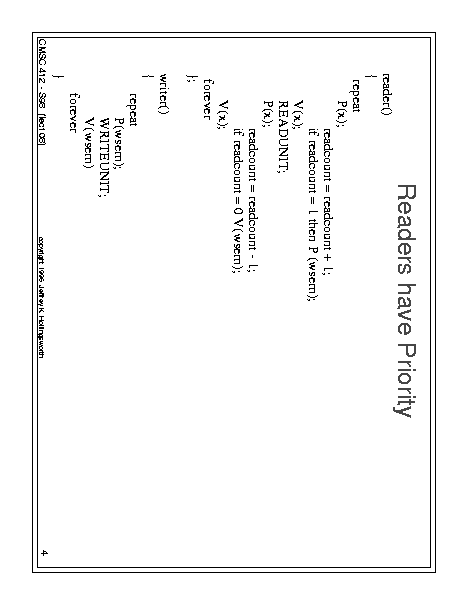 Readers have Priority
reader()
{
repeat
P(x);
readcount = readcount + 1;
if readcount = 1 then P (wsem);
V(x);
READUNIT;
P(x);
readcount = readcount - 1;
if readcount = 0 V(wsem);
V(x);
forever
};
writer()
{
repeat
P(wsem);
WRITEUNIT;
V(wsem)
forever
}
CMSC 412 - S96 (lect 08)
copyright 1996 Jeffrey K. Hollingsworth
4